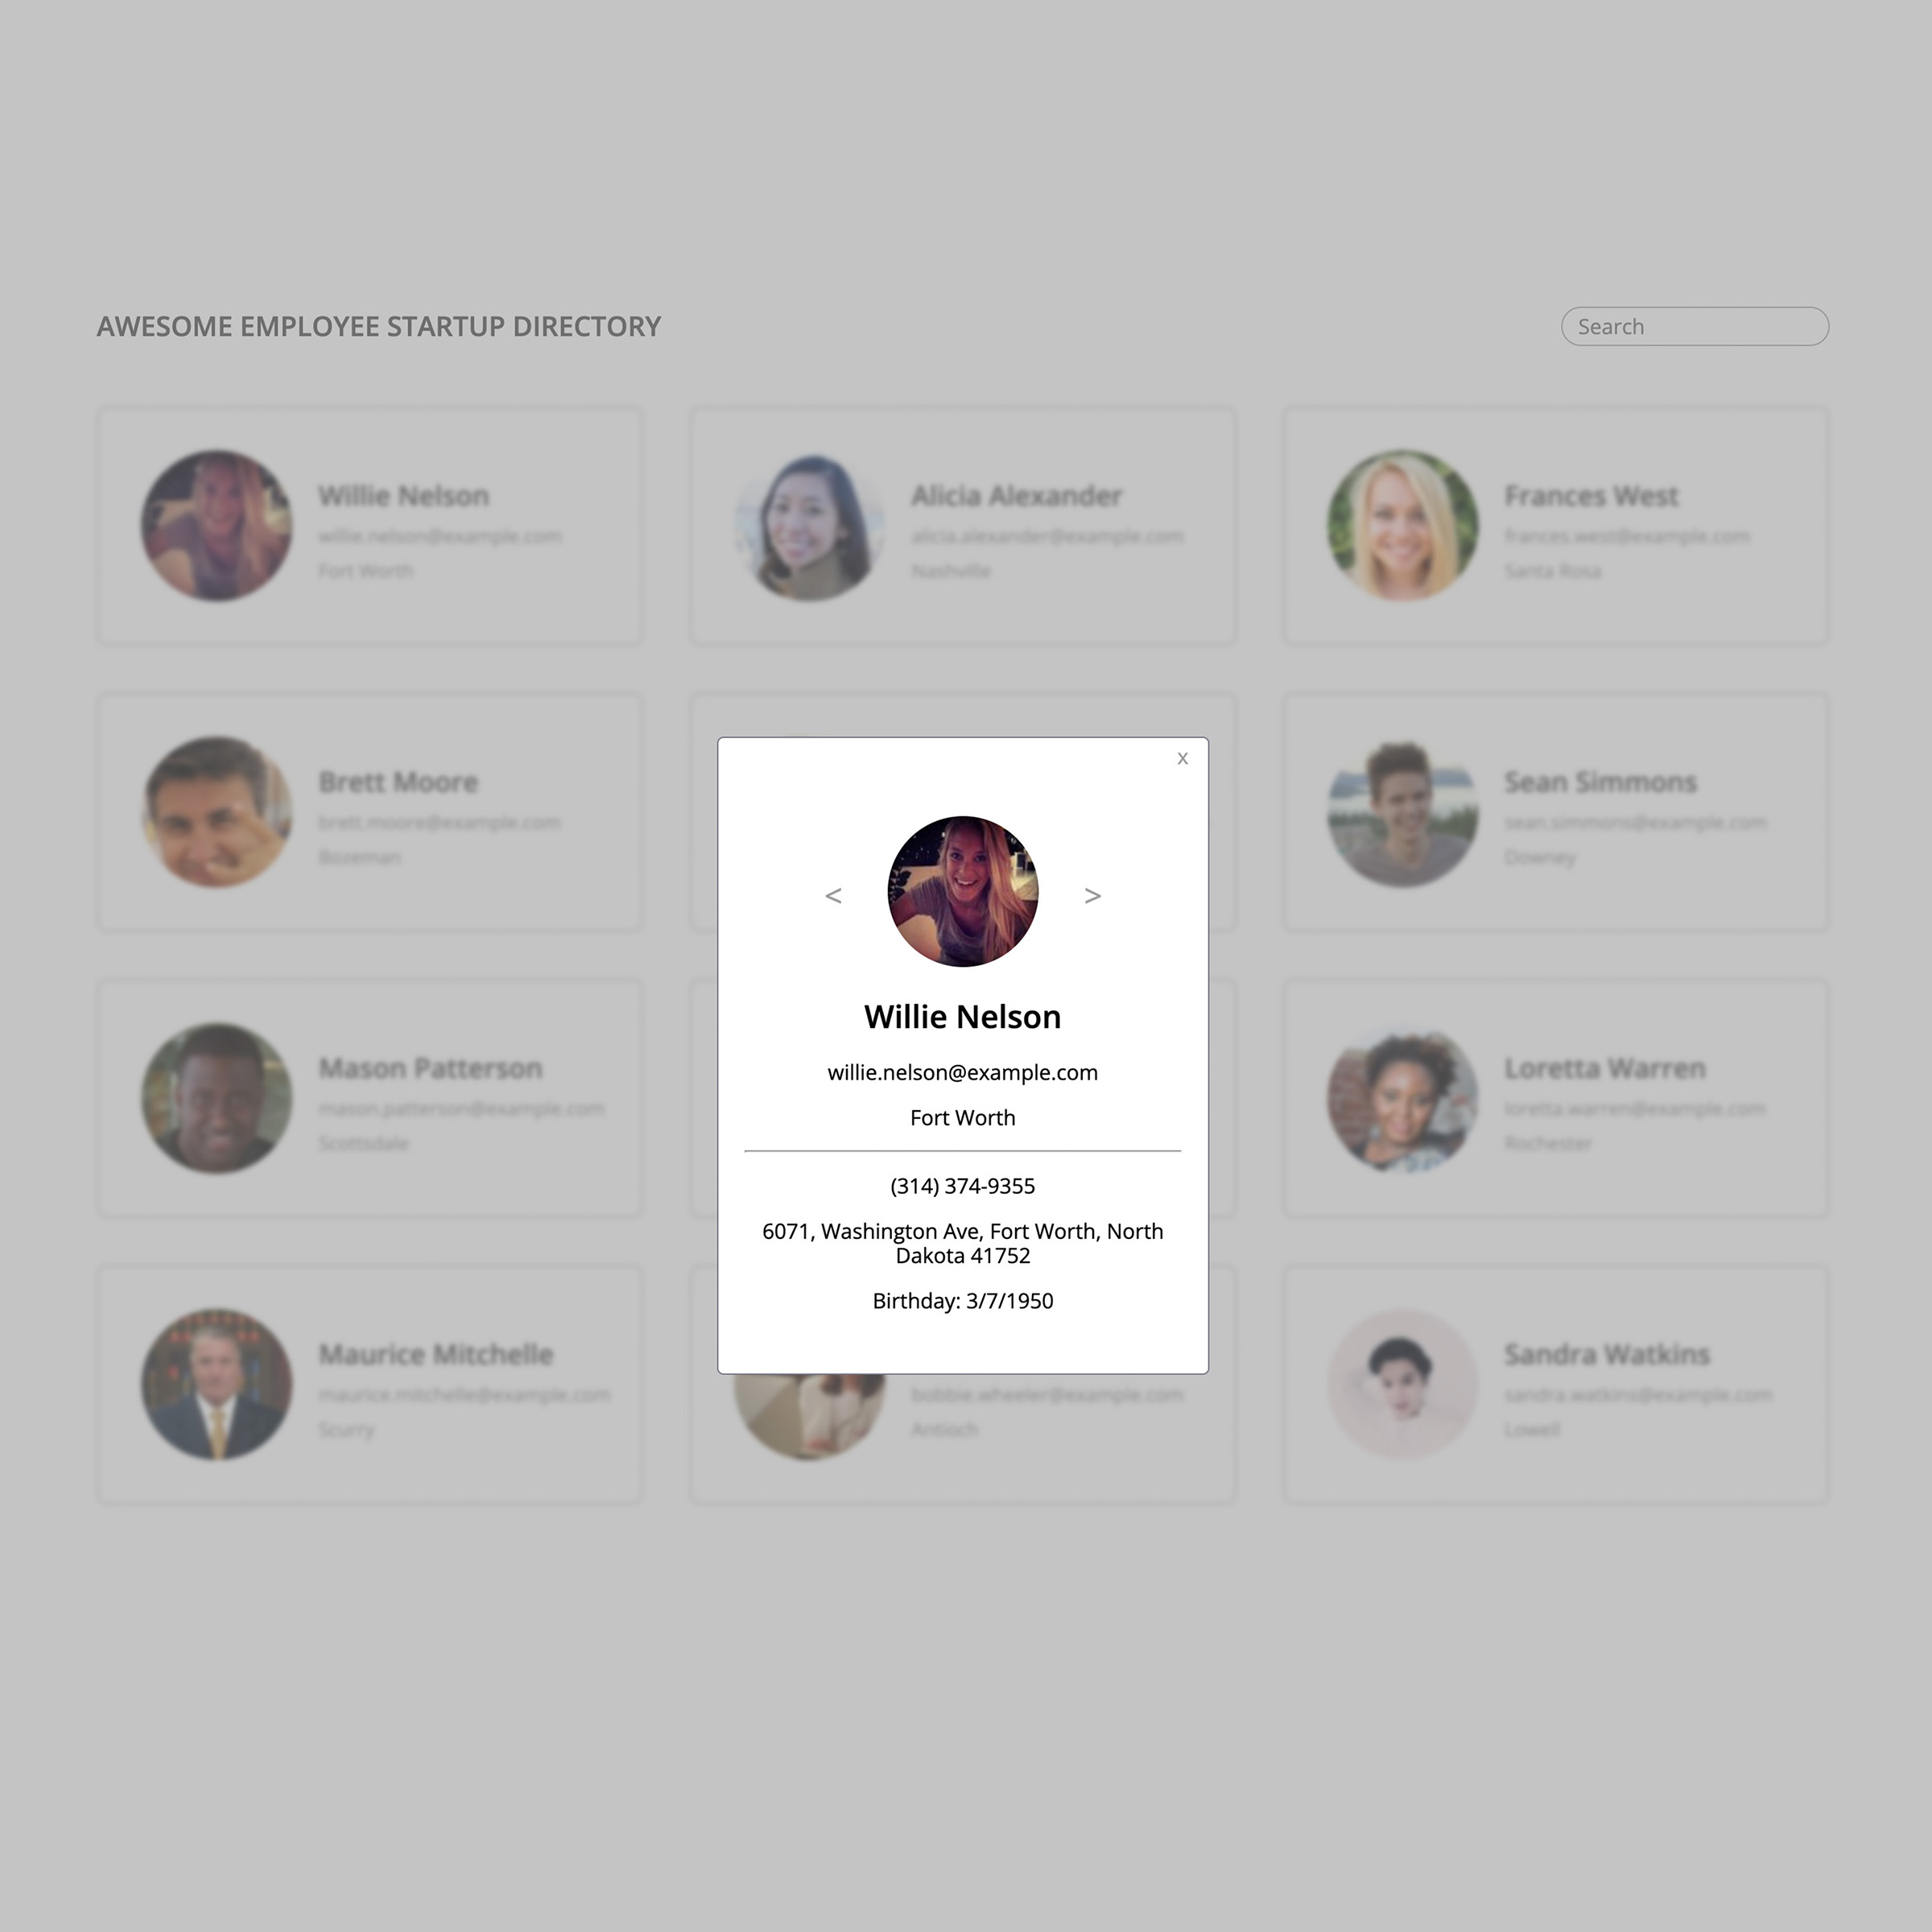 AWESOME EMPLOYEE STARTUP DIRECTORY
Search
Willie Nelson
willie.nelson@example.com
Fort Worth
Alicia Alexander
alicia.alexander@example.com
Nashville
Frances West
frances.west@example.com
Santa Rosa
Brett Moore
brett.moore@example.com
Bozeman
Sean Simmons
sean.simmons@example.com
Downey
Mason Patterson
mason.patterson@example.com
Scottsdale
Loretta Warren
loretta.warren@example.com
Rochester
Maurice Mitchelle
maurice.mitchelle@example.com
Scurry
bobbie.wheeler@example.com
Antioch
Sandra Watkins
sandra.watkins@example.com
Lowell
x
< >
Willie Nelson
willie.nelson@example.com
Fort Worth
(314) 374-9355
6071, Washington Ave, Fort Worth, North
Dakota 41752
Birthday: 3/7/1950